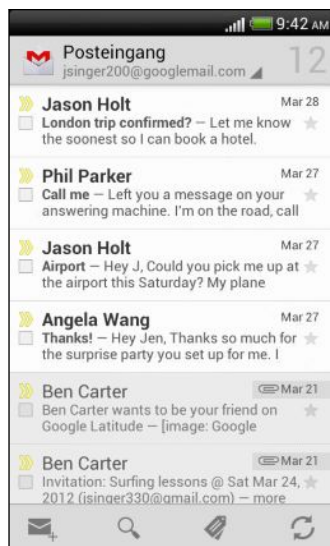 9:42 AM
Posteingang
jsinger200@googlemail.com
12
Jason Holt Mar 28
London trip confirmed? — Let me know
the soonest so I can book a hotel.
Phil Parker Mar 27
Call me — Left you a message on your
answering machine. I'm on the road, call
Jason Holt Mar 27
Airport — Hey J, Could you pick me up at
the airport this Saturday? My plane
Angela Wang Mar 27
Thanks! — Hey Jen, Thanks so much for
the surprise party you set up for me. I
Ben Carter Mar 21
Ben Carter wants to be your friend on
Google Latitude — [image: Google
Ben Carter Mar 21
Invitation: Surfing lessons @ Sat Mar 24,
2012 (jsinger330@gmail.com) — more